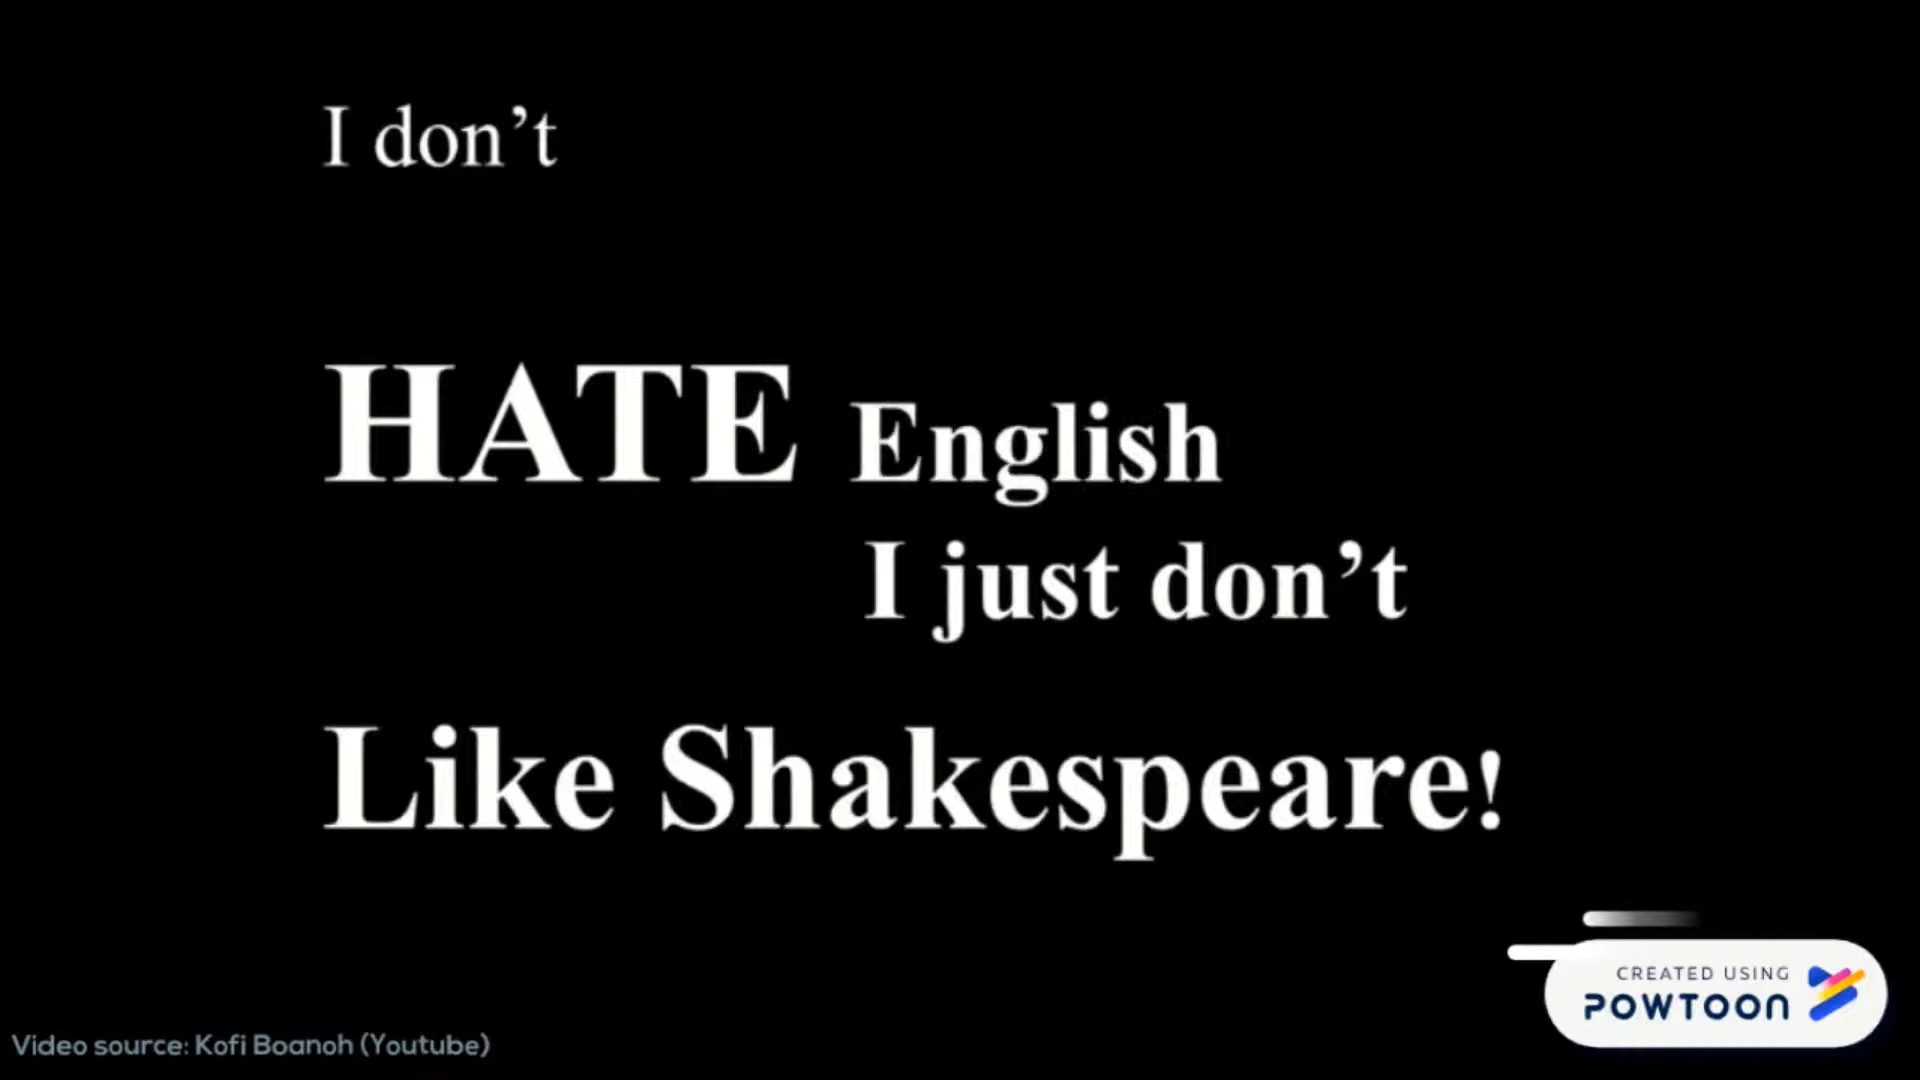 I don’t
HATE English
I just don’t
Like Shakespeare!
CREATED USING
POWTOON
Video source: Kofi Boanoh (Youtube)